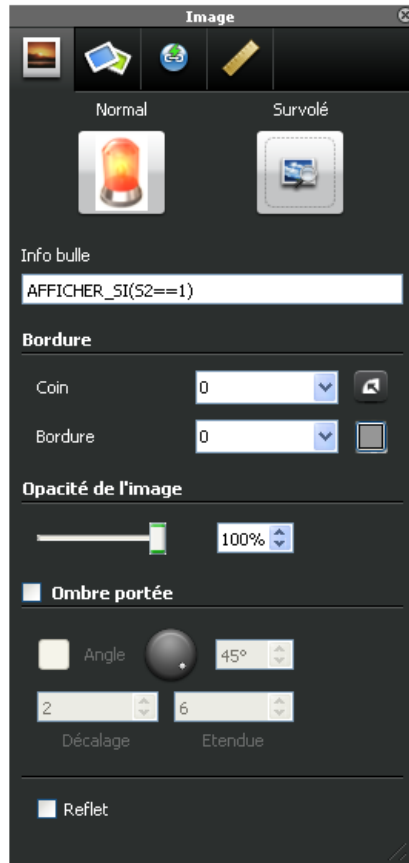 Image
Normal Survolé
Info bulle
AFFICHER_SI(S2==1)
Bordure
Coin 0
Bordure 0
Opacité de l'image
100%
Ombre portée
Angle 45°
2 6
Décalage Etendue
Reflet